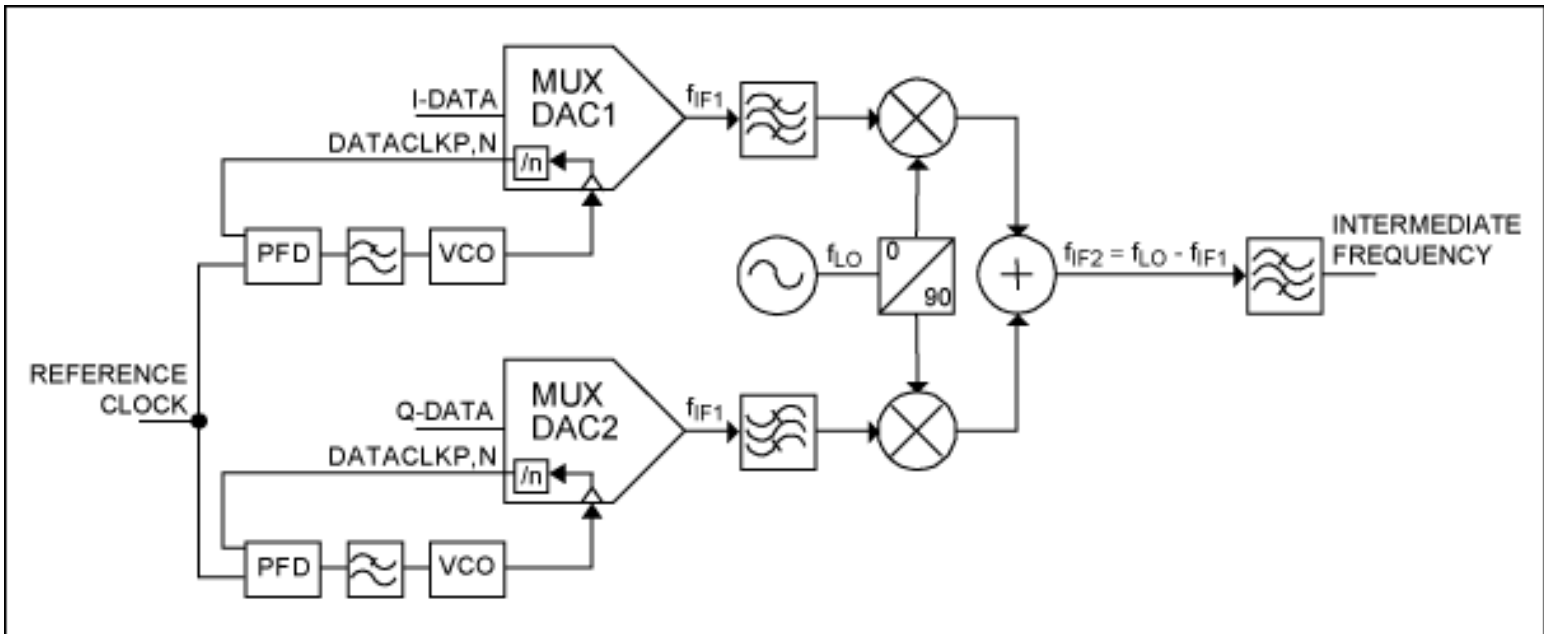 MUX
DAC1
I-DATA
DATACLKP,N
/n
fIF1
PFD
VCO
fLO
0
90
+
fIF2 = fLO - fIF1
INTERMEDIATE
FREQUENCY
REFERENCE
CLOCK
MUX
DAC2
Q-DATA
DATACLKP,N
/n
fIF1
PFD
VCO